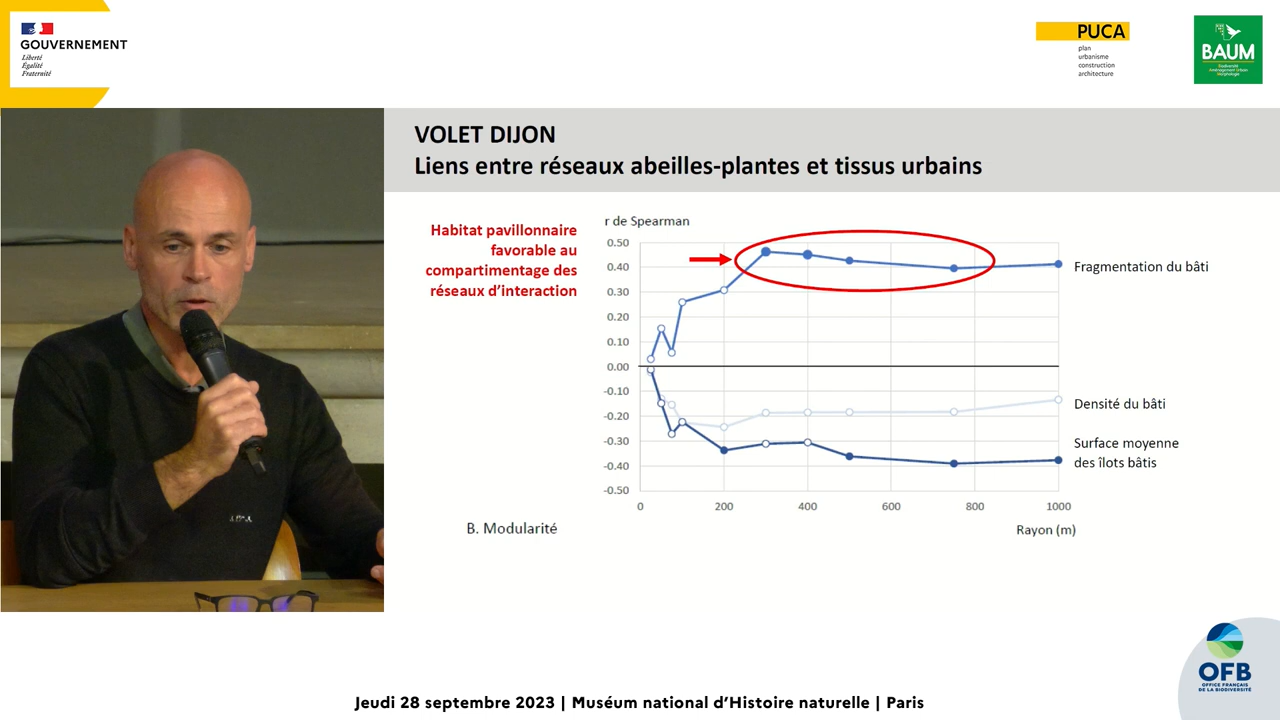 GOUVERNEMENT
Liberté
Égalité
Fraternité
PUCA
plan
urbanisme
construction
architecture
BAUM
Biodiversité
Aménagement Urbain
Morphologie
VOLET DIJON
Liens entre réseaux abeilles-plantes et tissus urbains
Habitat pavillonnaire
favorable au
compartimentage des
réseaux d'interaction
r de Spearman
0.50
0.40
0.30
0.20
0.10
0.00
-0.10
-0.20
-0.30
-0.40
-0.50
0 200 400 600 800 1000
Rayon (m)
Fragmentation du bâti
Densité du bâti
Surface moyenne
des îlots bâtis
B. Modularité
OFB
OFFICE FRANÇAIS
DE LA BIODIVERSITÉ
Jeudi 28 septembre 2023 | Muséum national d'Histoire naturelle | Paris